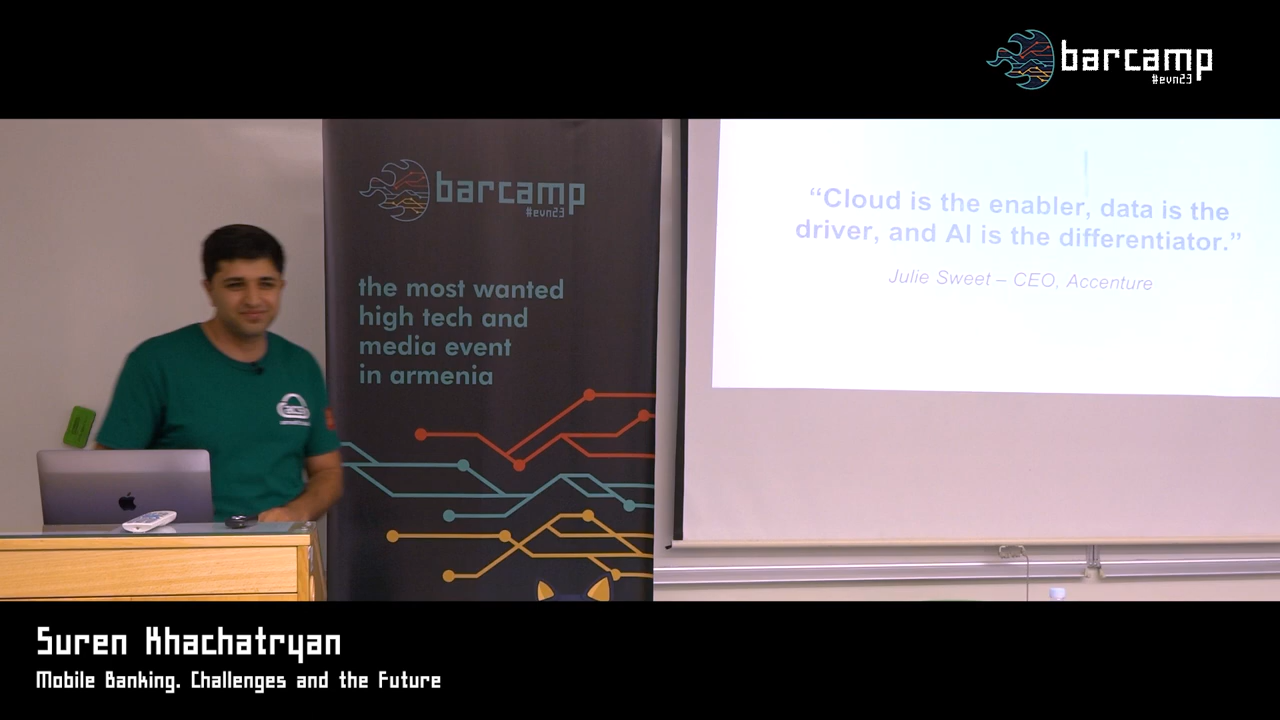 barcamp
#evn23
barcamp
#evn23
the most wanted
high tech and
media event
in armenia
“Cloud is the enabler, data is the
driver, and AI is the differentiator.”
Julie Sweet – CEO, Accenture
Suren Khachatryan
Mobile Banking. Challenges and the Future